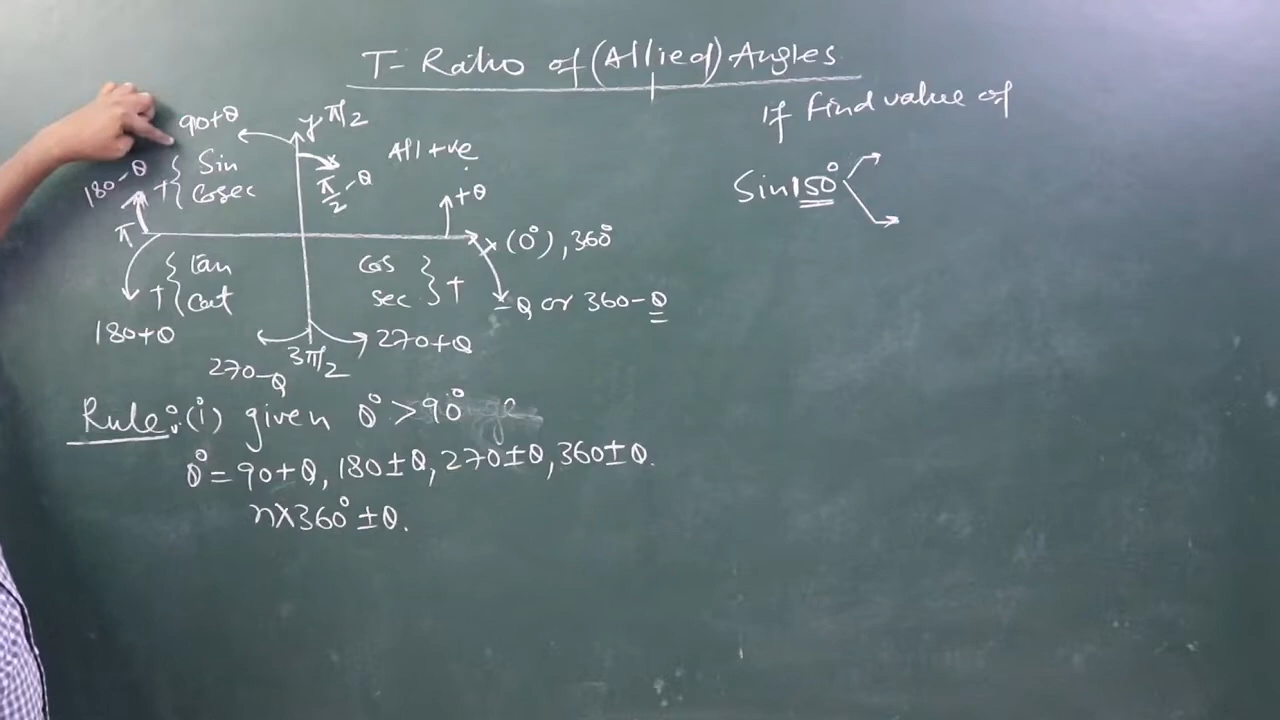 T- Ratio of (Allied) Angles
If find value of
90+θ
y π/2
All +ve
180-θ
+{ Sin
Cosec
π/2 -θ
+θ
Sin150°
π
x (0°), 360°
+{ tan
Cot
Cos
sec }+
-θ or 360-θ
180+θ
270-θ
3π/2
270+θ
Rule: (i) given θ°>90°
θ°=90+θ, 180±θ, 270±θ, 360±θ.
nX360°±θ.